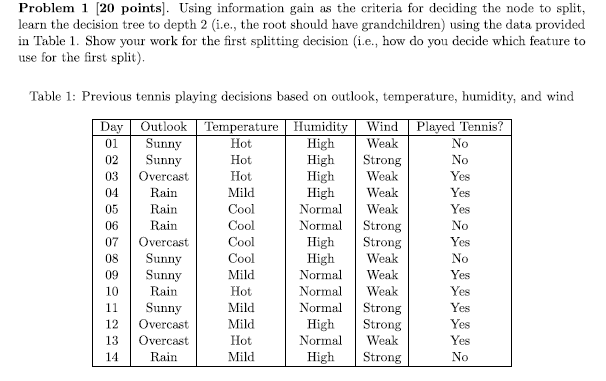 Problem 1 [20 points]. Using information gain as the criteria for deciding the node to split,
learn the decision tree to depth 2 (i.e., the root should have grandchildren) using the data provided
in Table 1. Show your work for the first splitting decision (i.e., how do you decide which feature to
use for the first split).
Table 1: Previous tennis playing decisions based on outlook, temperature, humidity, and wind
Day Outlook Temperature Humidity Wind Played Tennis?
01 Sunny Hot High Weak No
02 Sunny Hot High Strong No
03 Overcast Hot High Weak Yes
04 Rain Mild High Weak Yes
05 Rain Cool Normal Weak Yes
06 Rain Cool Normal Strong No
07 Overcast Cool High Strong Yes
08 Sunny Cool High Weak No
09 Sunny Mild Normal Weak Yes
10 Rain Hot Normal Weak Yes
11 Sunny Mild Normal Strong Yes
12 Overcast Mild High Strong Yes
13 Overcast Hot Normal Weak Yes
14 Rain Mild High Strong No